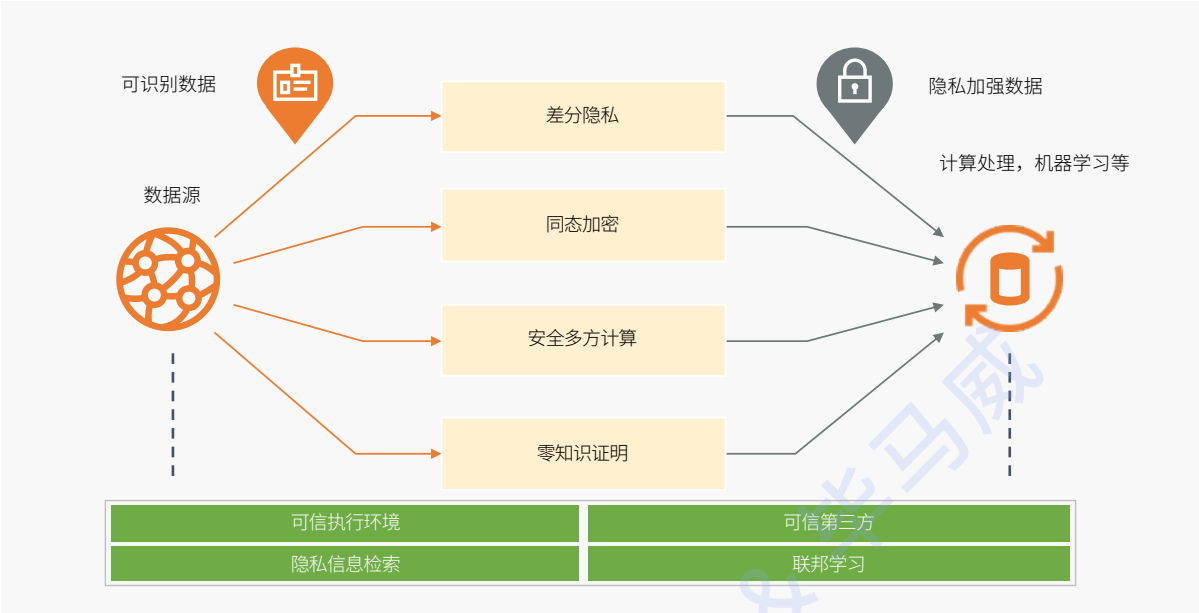 可识别数据
隐私加强数据
差分隐私
计算处理，机器学习等
数据源
同态加密
安全多方计算
零知识证明
可信执行环境
可信第三方
隐私信息检索
联邦学习
& 毕马威